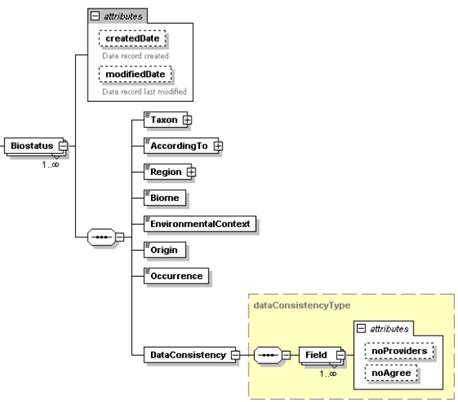 attributes
createdDate
Date record created
modifiedDate
Date record last modified
Biostatus
1..∞
Taxon
AccordingTo
Region
Biome
EnvironmentalContext
Origin
Occurrence
DataConsistency
dataConsistencyType
Field
1..∞
attributes
noProviders
noAgree